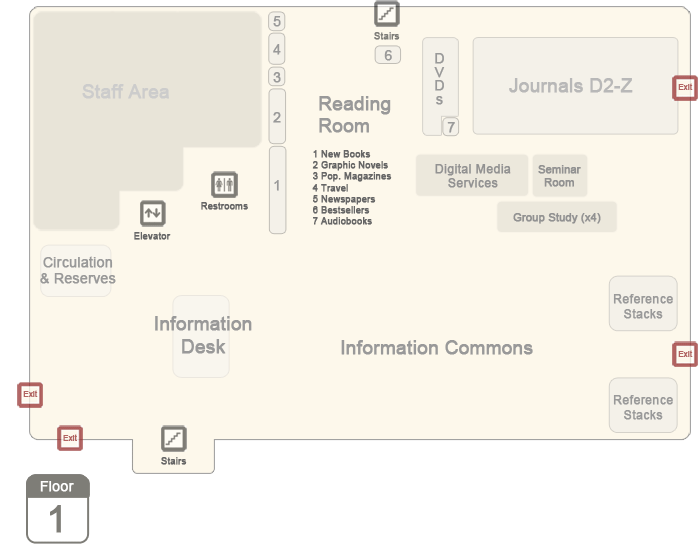 5
Stairs
4
6
3
D
V
D
s
Journals D2-Z
Exit
Staff Area
2
Reading
Room
7
1
1 New Books
2 Graphic Novels
3 Pop. Magazines
4 Travel
5 Newspapers
6 Bestsellers
7 Audiobooks
Digital Media
Services
Seminar
Room
Restrooms
Group Study (x4)
Elevator
Circulation
& Reserves
Information
Desk
Information Commons
Reference
Stacks
Exit
Exit
Reference
Stacks
Exit
Stairs
Floor
1